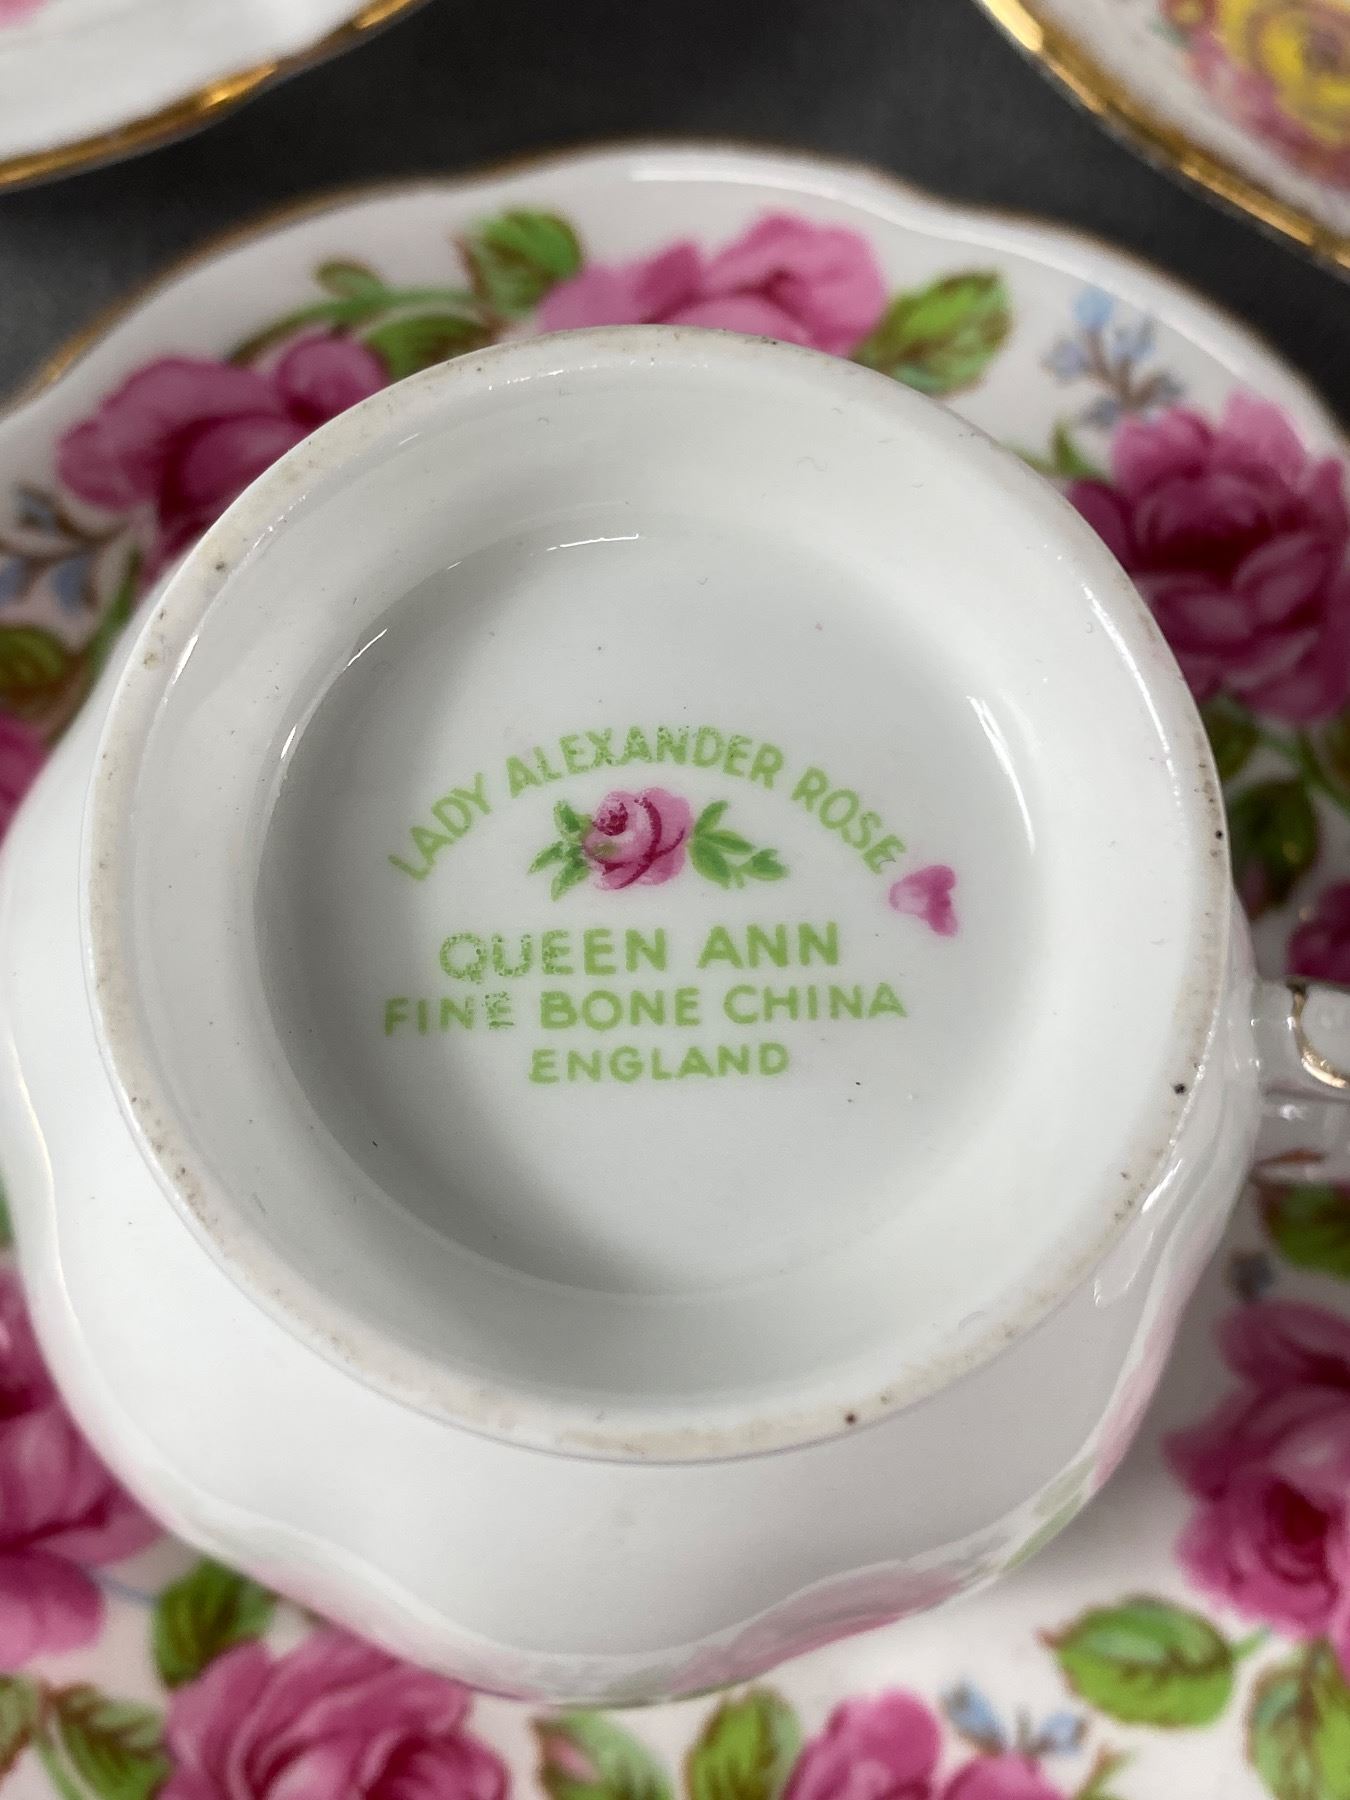 LADY ALEXANDER ROSE
QUEEN ANN
FINE BONE CHINA
ENGLAND